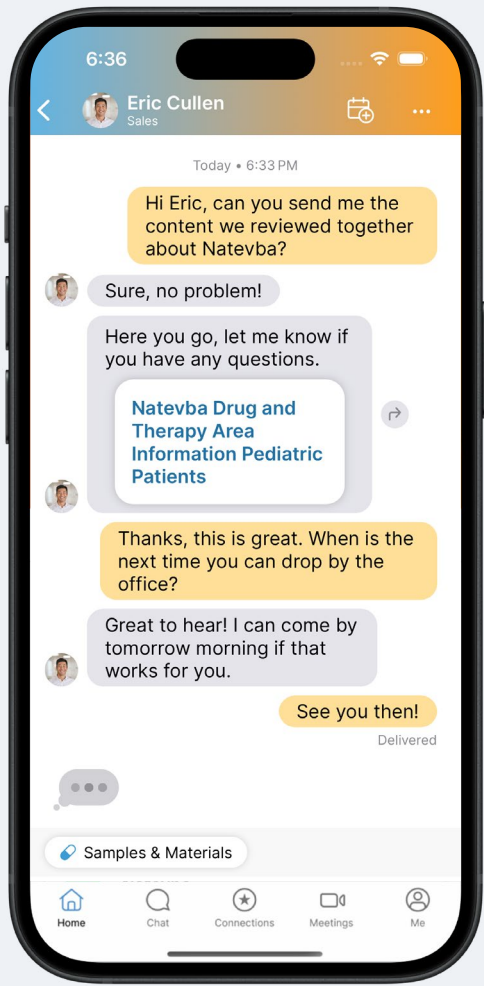 6:36
Eric Cullen
Sales
Today • 6:33 PM
Hi Eric, can you send me the
content we reviewed together
about Natevba?
Sure, no problem!
Here you go, let me know if
you have any questions.
Natevba Drug and
Therapy Area
Information Pediatric
Patients
Thanks, this is great. When is the
next time you can drop by the
office?
Great to hear! I can come by
tomorrow morning if that
works for you.
See you then!
Delivered
Samples & Materials
Home
Chat
Connections
Meetings
Me